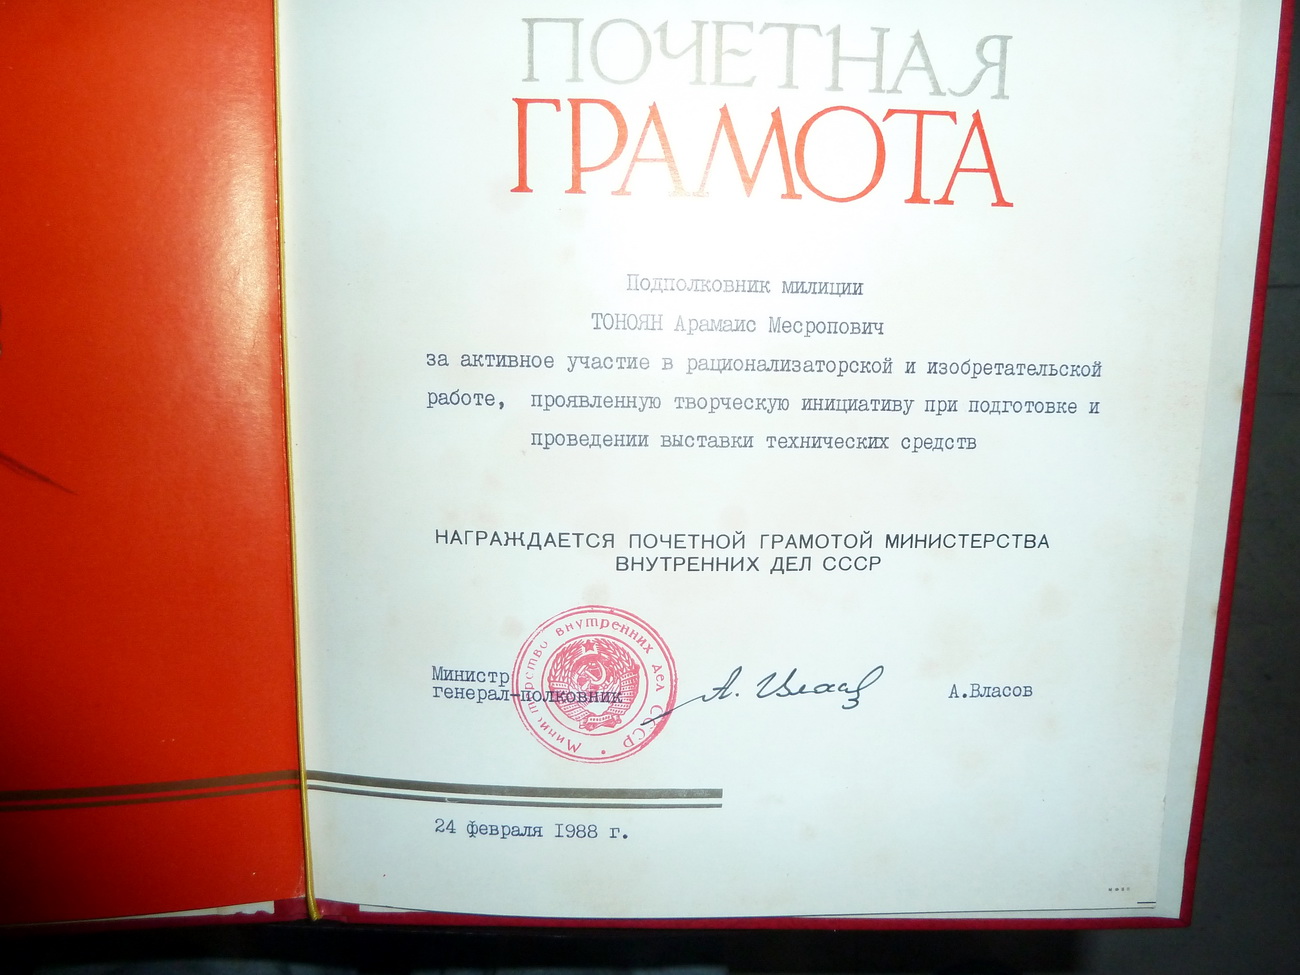 ПОЧЕТНАЯ
ГРАМОТА
Подполковник милиции
ТОНОЯН Арамаис Месропович
за активное участие в рационализаторской и изобретательской
работе, проявленную творческую инициативу при подготовке и
проведении выставки технических средств
НАГРАЖДАЕТСЯ ПОЧЕТНОЙ ГРАМОТОЙ МИНИСТЕРСТВА
ВНУТРЕННИХ ДЕЛ СССР
Министерство внутренних дел СССР
Министр
генерал-полковник
А. Власов
А.Власов
24 февраля 1988 г.